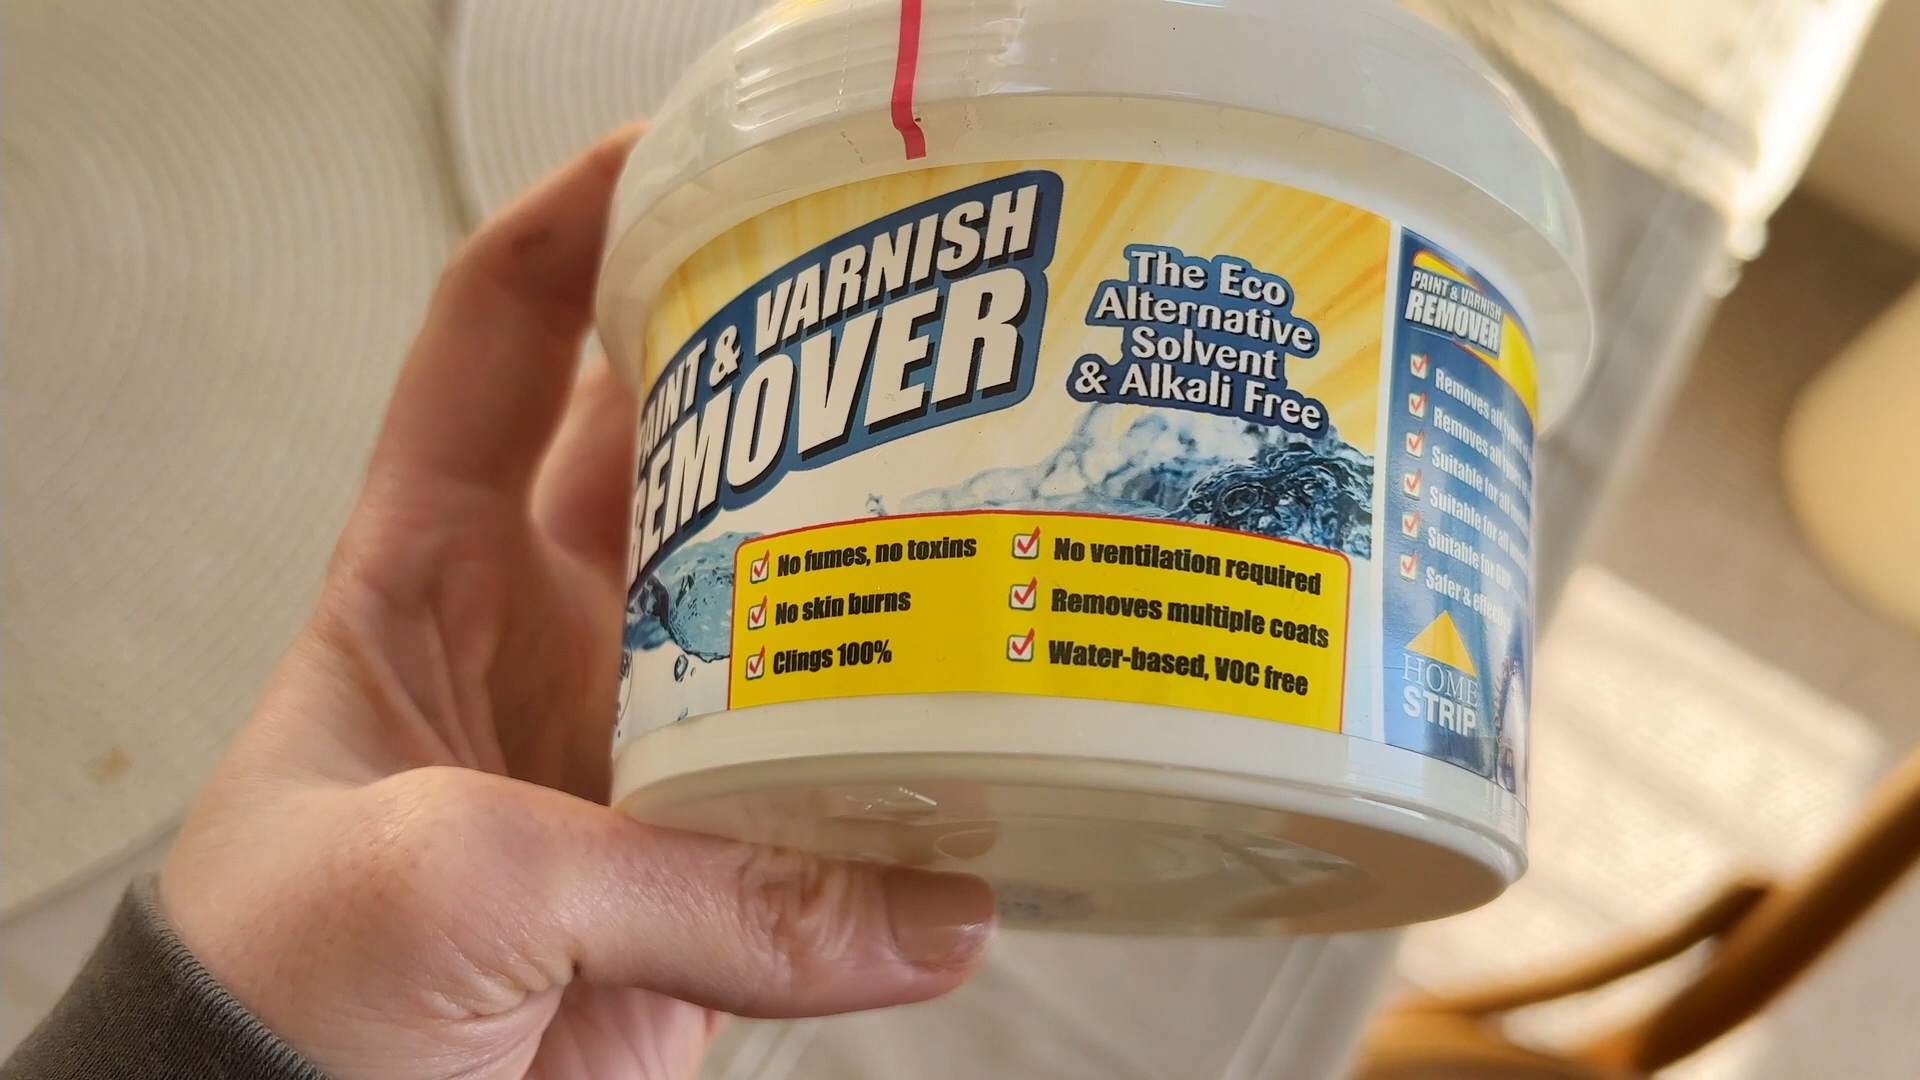 PAINT & VARNISH
REMOVER
The Eco
Alternative
Solvent
& Alkali Free
No fumes, no toxins
No skin burns
Clings 100%
No ventilation required
Removes multiple coats
Water-based, VOC free
PAINT & VARNISH
REMOVER
Removes all
Removes all
Suitable for all
Suitable for all
Suitable for GRP
Safer &
HOME
STRIP